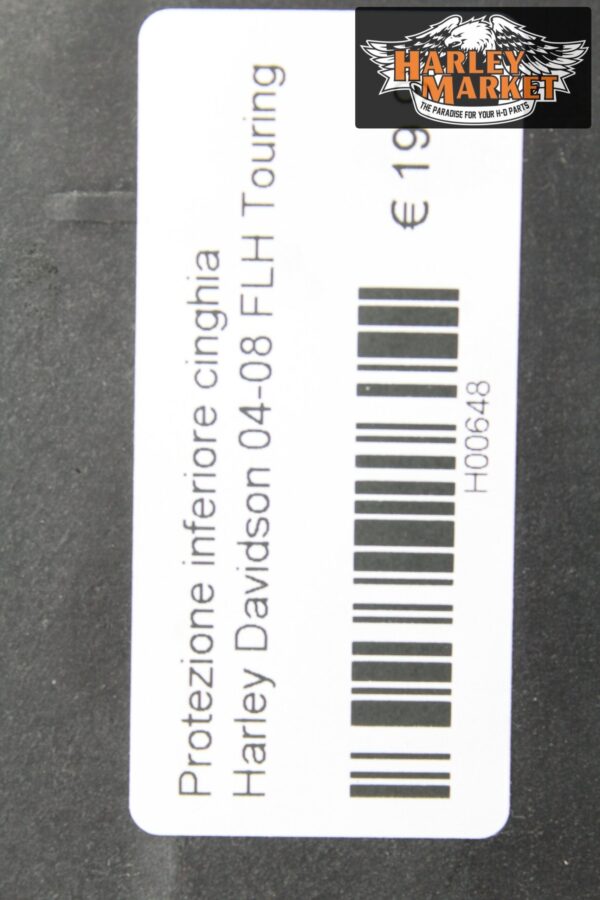 HARLEY
MARKET
THE PARADISE FOR YOUR H-D PARTS
Protezione inferiore cinghia
Harley Davidson 04-08 FLH Touring
€ 19
H00648